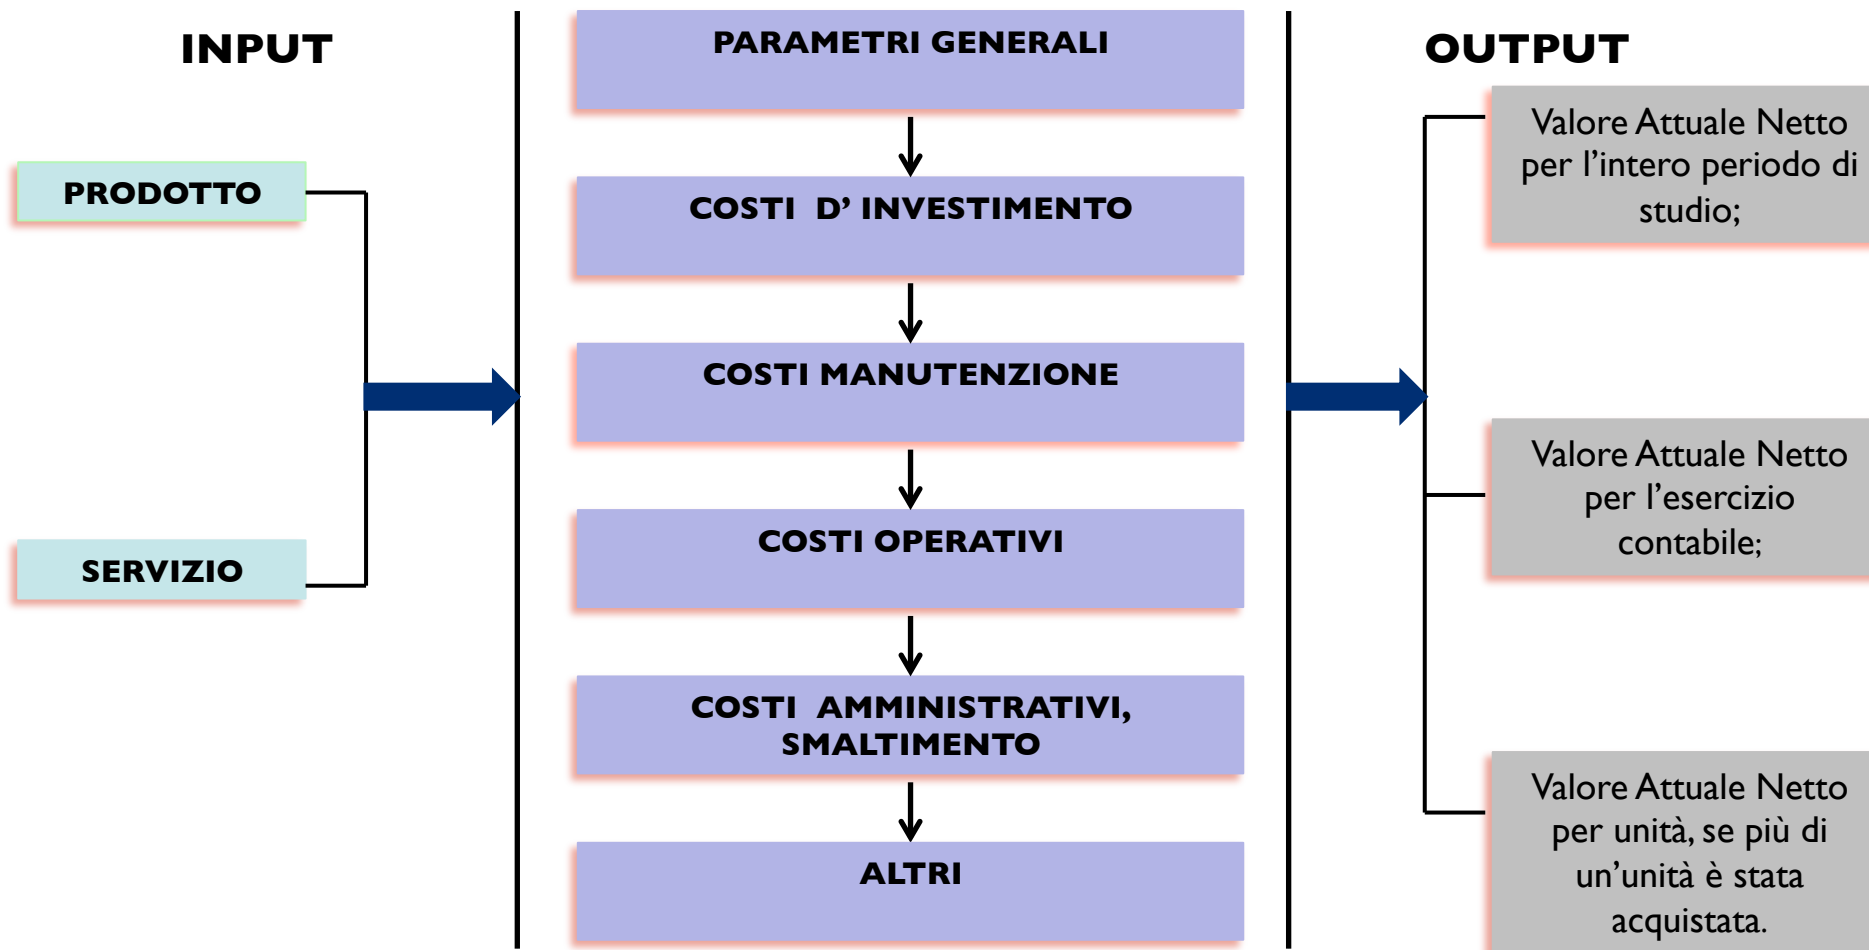 INPUT
PRODOTTO
SERVIZIO
PARAMETRI GENERALI
COSTI D’ INVESTIMENTO
COSTI MANUTENZIONE
COSTI OPERATIVI
COSTI AMMINISTRATIVI,
SMALTIMENTO
ALTRI
OUTPUT
Valore Attuale Netto
per l’intero periodo di
studio;
Valore Attuale Netto
per l’esercizio
contabile;
Valore Attuale Netto
per unità, se più di
un’unità è stata
acquistata.